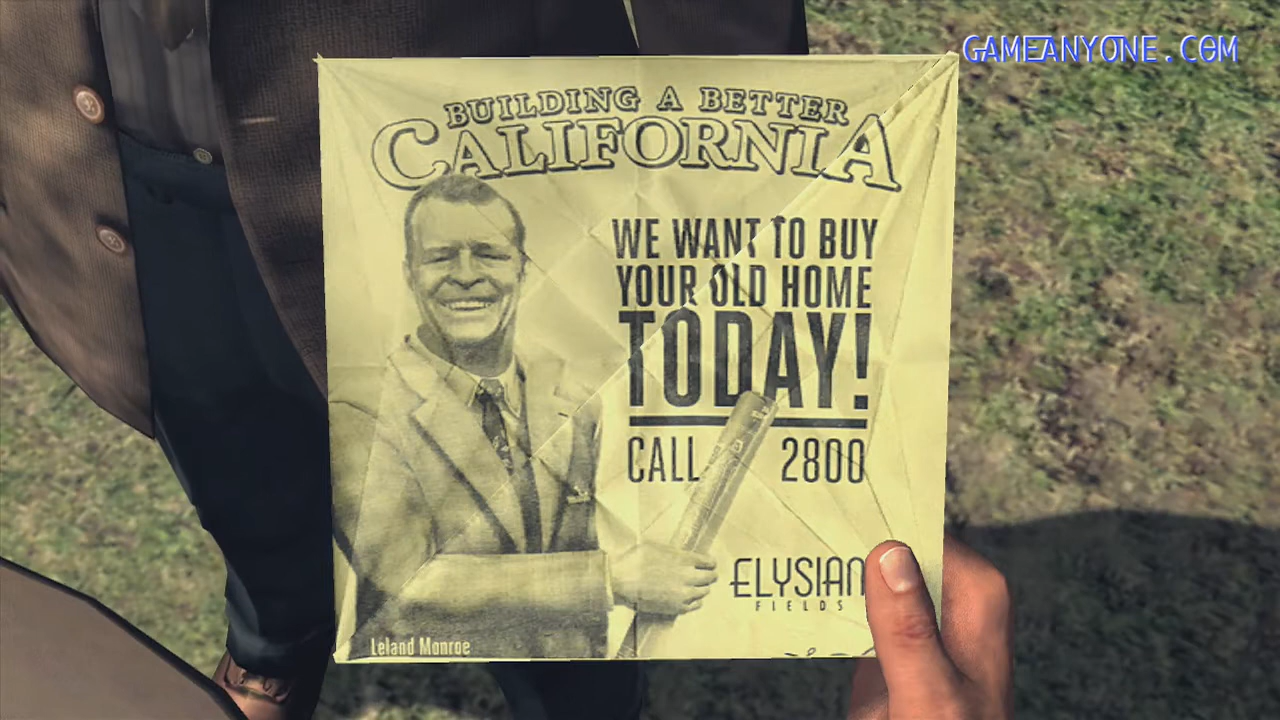 GAMEANYONE.COM
BUILDING A BETTER
CALIFORNIA
WE WANT TO BUY
YOUR OLD HOME
TODAY!
CALL 2800
ELYSIAN
FIELDS
Leland Monroe